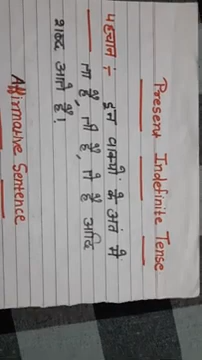 Present Indefinite Tense
पहचान :- इन वाक्यों के अंत में
ता है, ती है, ते है आदि
शब्द आते हैं।
Affirmative Sentence